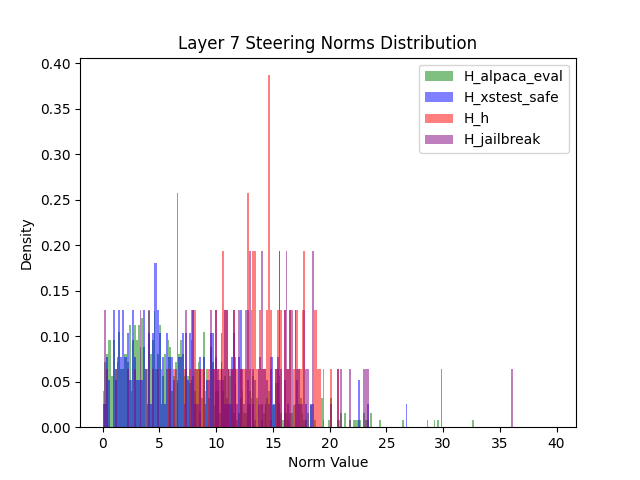 Layer 7 Steering Norms Distribution
H_alpaca_eval
H_xstest_safe
H_h
H_jailbreak
0.40
0.35
0.30
0.25
0.20
0.15
0.10
0.05
0.00
Density
0 5 10 15 20 25 30 35 40
Norm Value